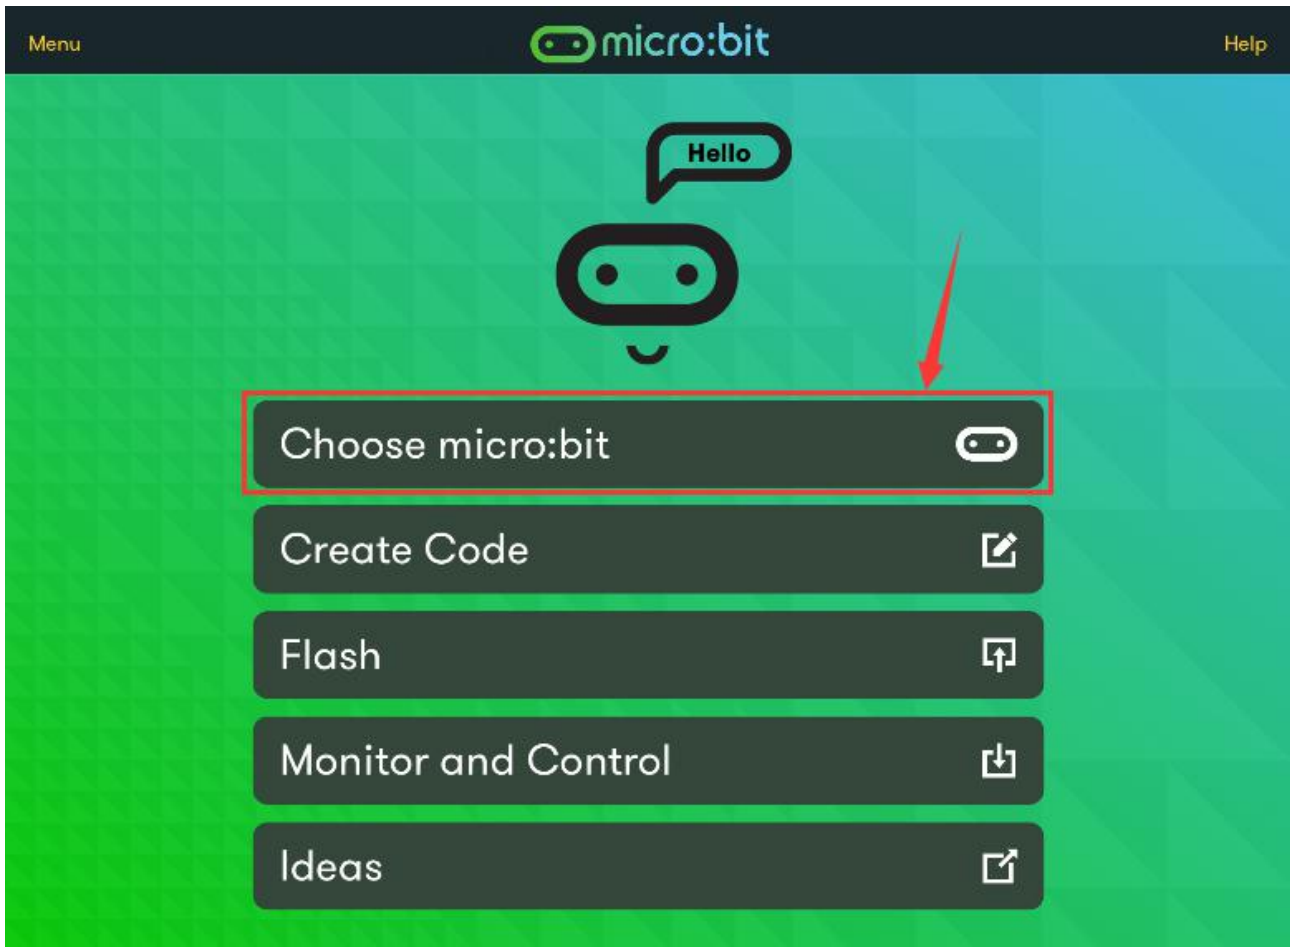 Menu
micro:bit
Help
Hello
Choose micro:bit
Create Code
Flash
Monitor and Control
Ideas